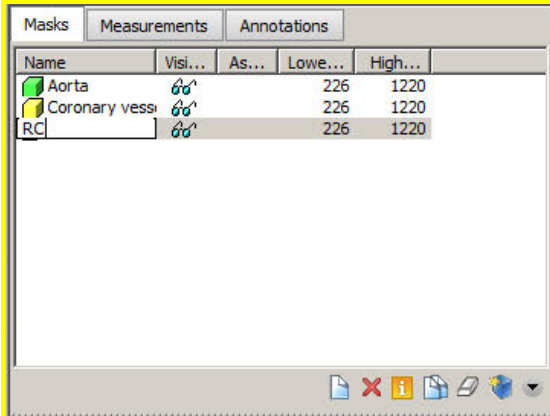 Masks Measurements Annotations
Name Visi... As... Lowe... High...
Aorta 226 1220
Coronary vess 226 1220
RC 226 1220